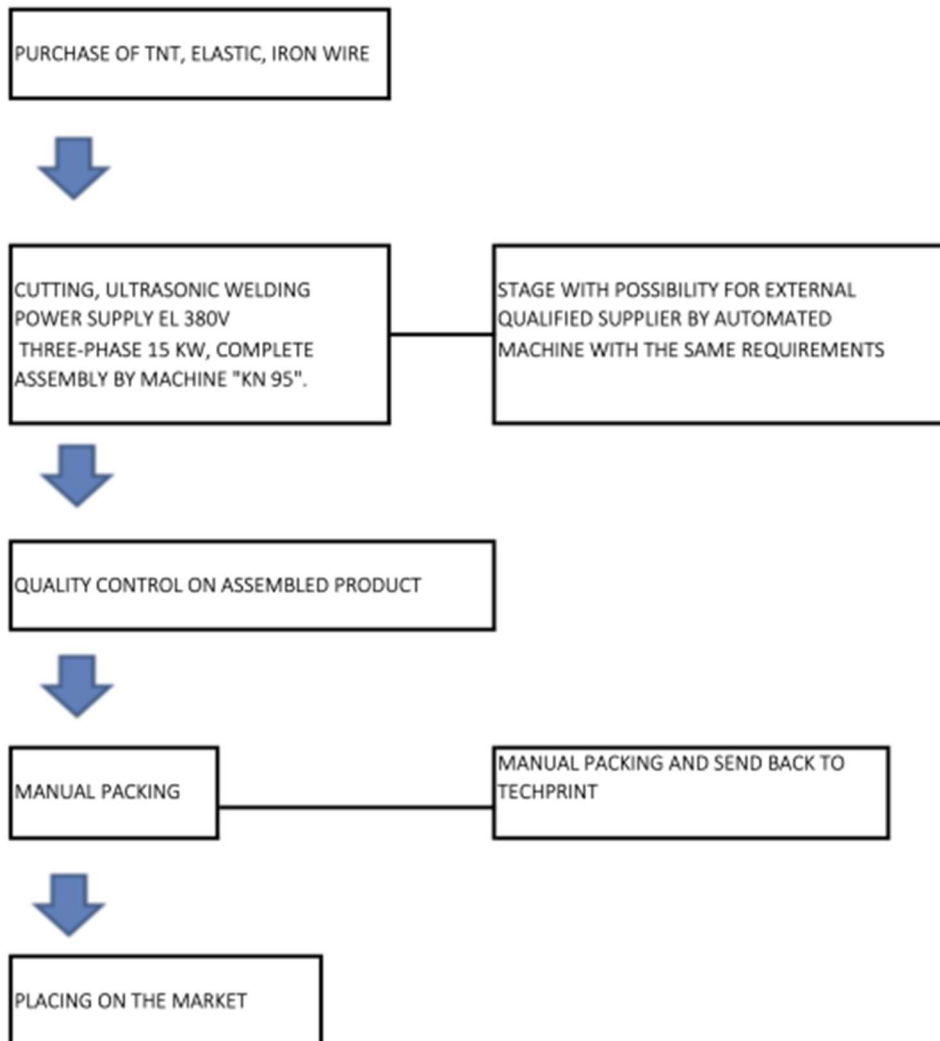 PURCHASE OF TNT, ELASTIC, IRON WIRE
CUTTING, ULTRASONIC WELDING
POWER SUPPLY EL 380V
THREE-PHASE 15 KW, COMPLETE
ASSEMBLY BY MACHINE "KN 95".
STAGE WITH POSSIBILITY FOR EXTERNAL
QUALIFIED SUPPLIER BY AUTOMATED
MACHINE WITH THE SAME REQUIREMENTS
QUALITY CONTROL ON ASSEMBLED PRODUCT
MANUAL PACKING
MANUAL PACKING AND SEND BACK TO
TECHPRINT
PLACING ON THE MARKET